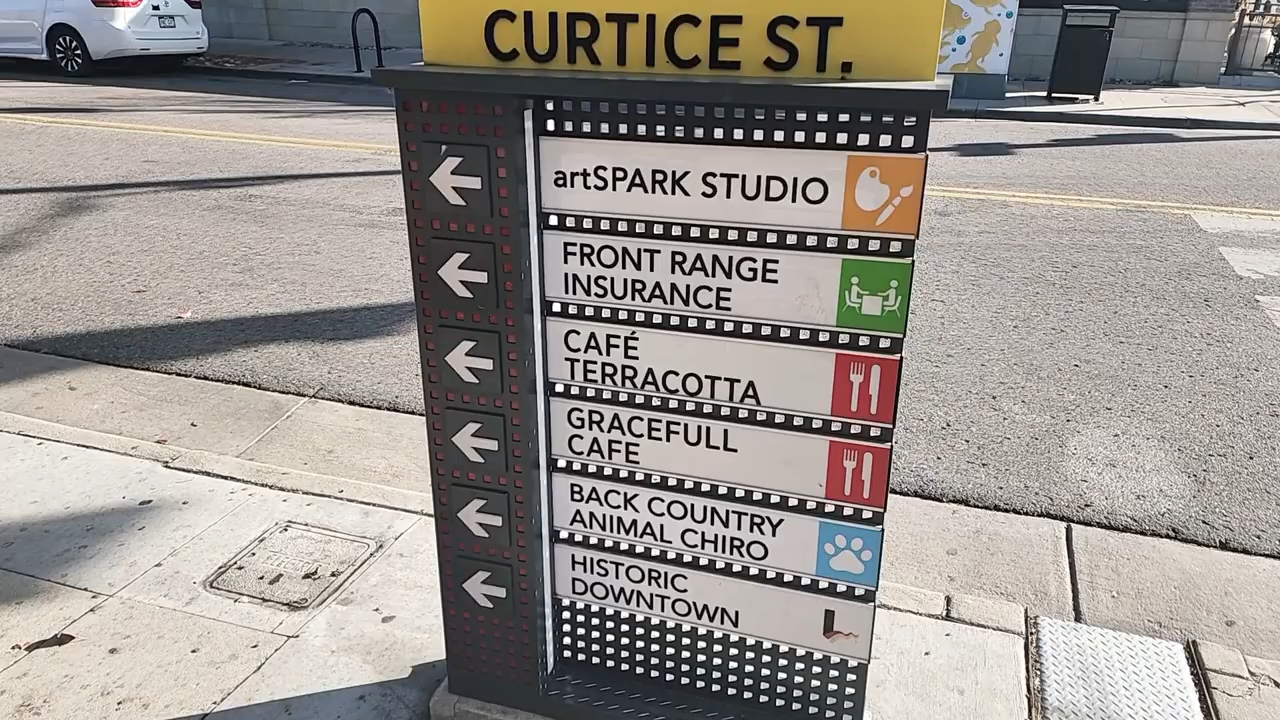 CURTICE ST.
artSPARK STUDIO
FRONT RANGE
INSURANCE
CAFÉ
TERRACOTTA
GRACEFULL
CAFE
BACK COUNTRY
ANIMAL CHIRO
HISTORIC
DOWNTOWN